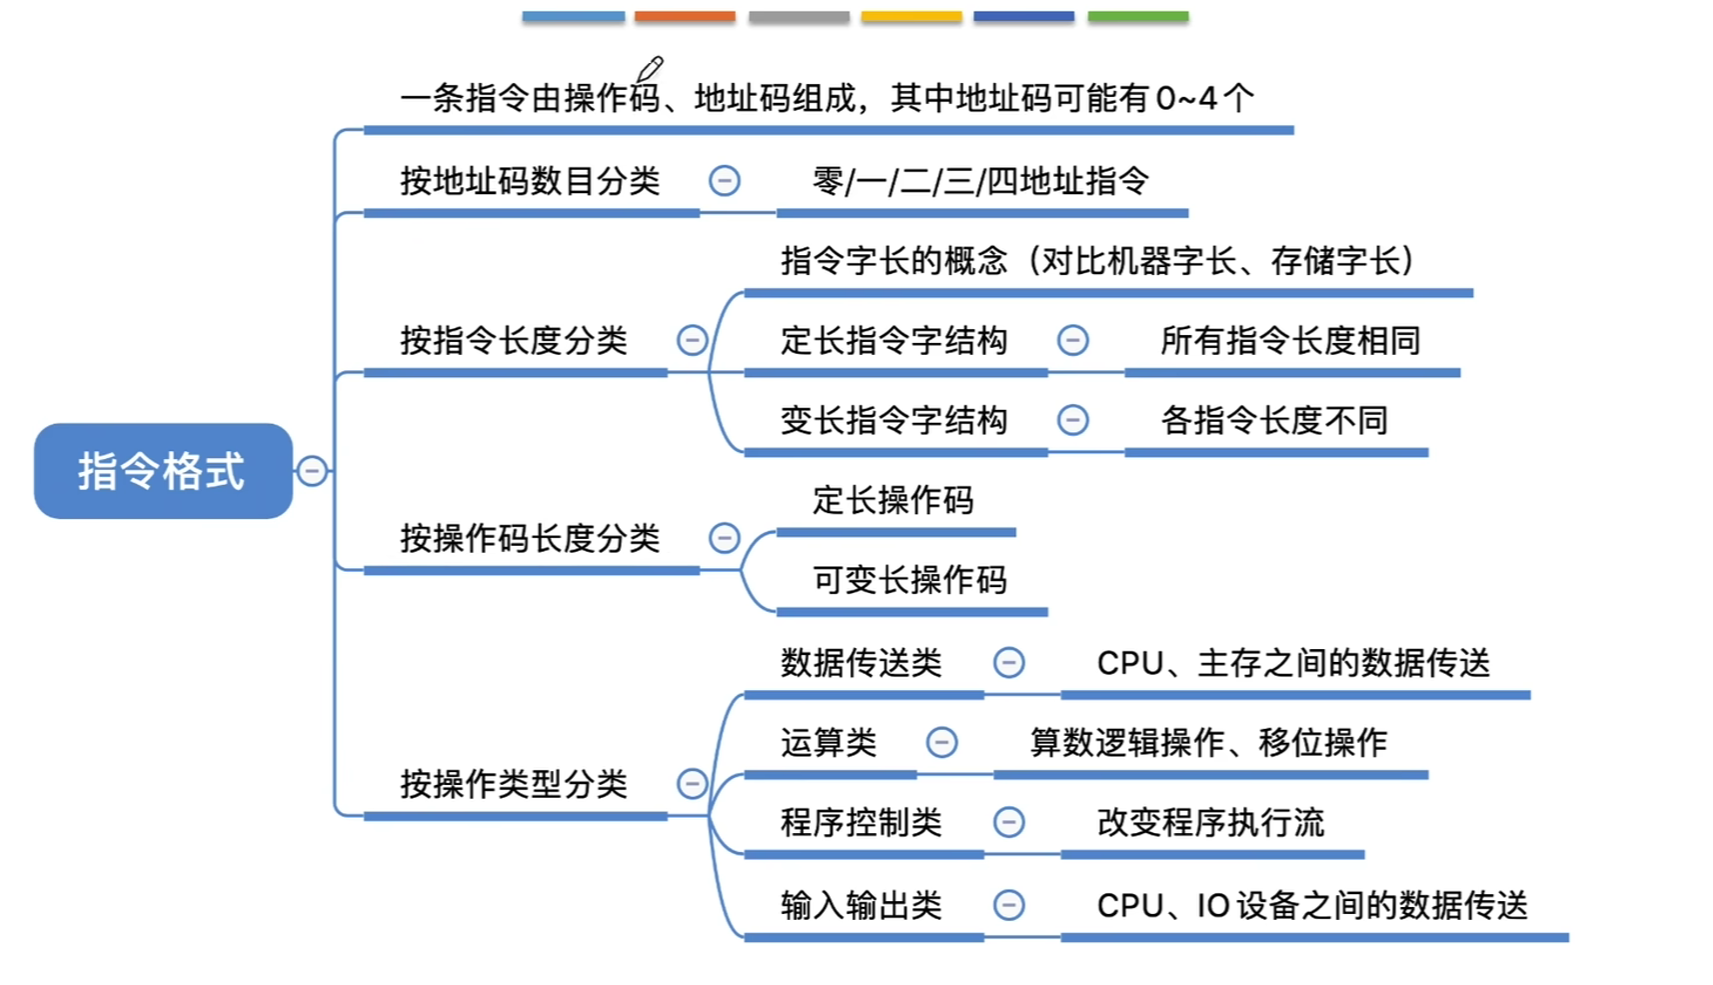 一条指令由操作码、地址码组成，其中地址码可能有0~4个
按地址码数目分类
零/一/二/三/四地址指令
指令字长的概念（对比机器字长、存储字长）
按指令长度分类
定长指令字结构
所有指令长度相同
变长指令字结构
各指令长度不同
指令格式
定长操作码
按操作码长度分类
可变长操作码
数据传送类
CPU、主存之间的数据传送
运算类
算数逻辑操作、移位操作
按操作类型分类
程序控制类
改变程序执行流
输入输出类
CPU、IO设备之间的数据传送